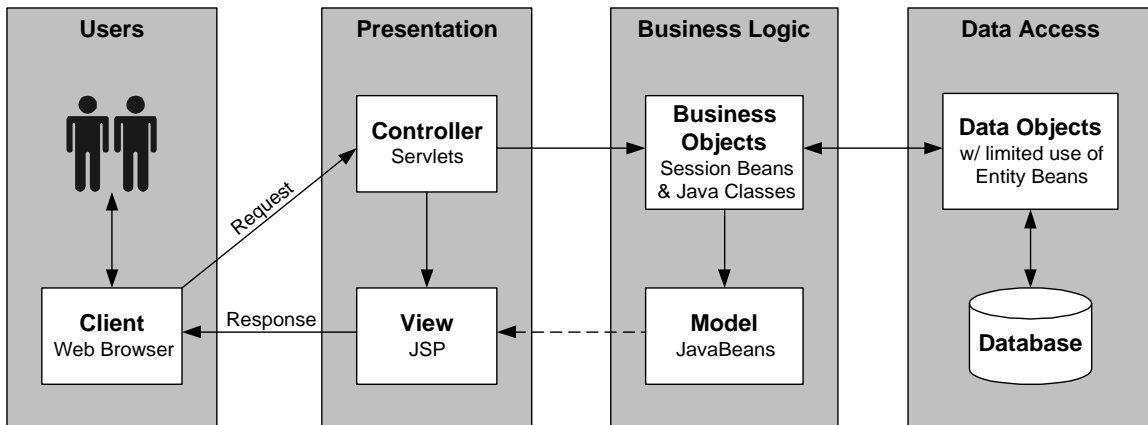 Users
Presentation
Business Logic
Data Access
Controller
Servlets
Business
Objects
Session Beans
& Java Classes
Data Objects
w/ limited use of
Entity Beans
Request
Response
Client
Web Browser
View
JSP
Model
JavaBeans
Database